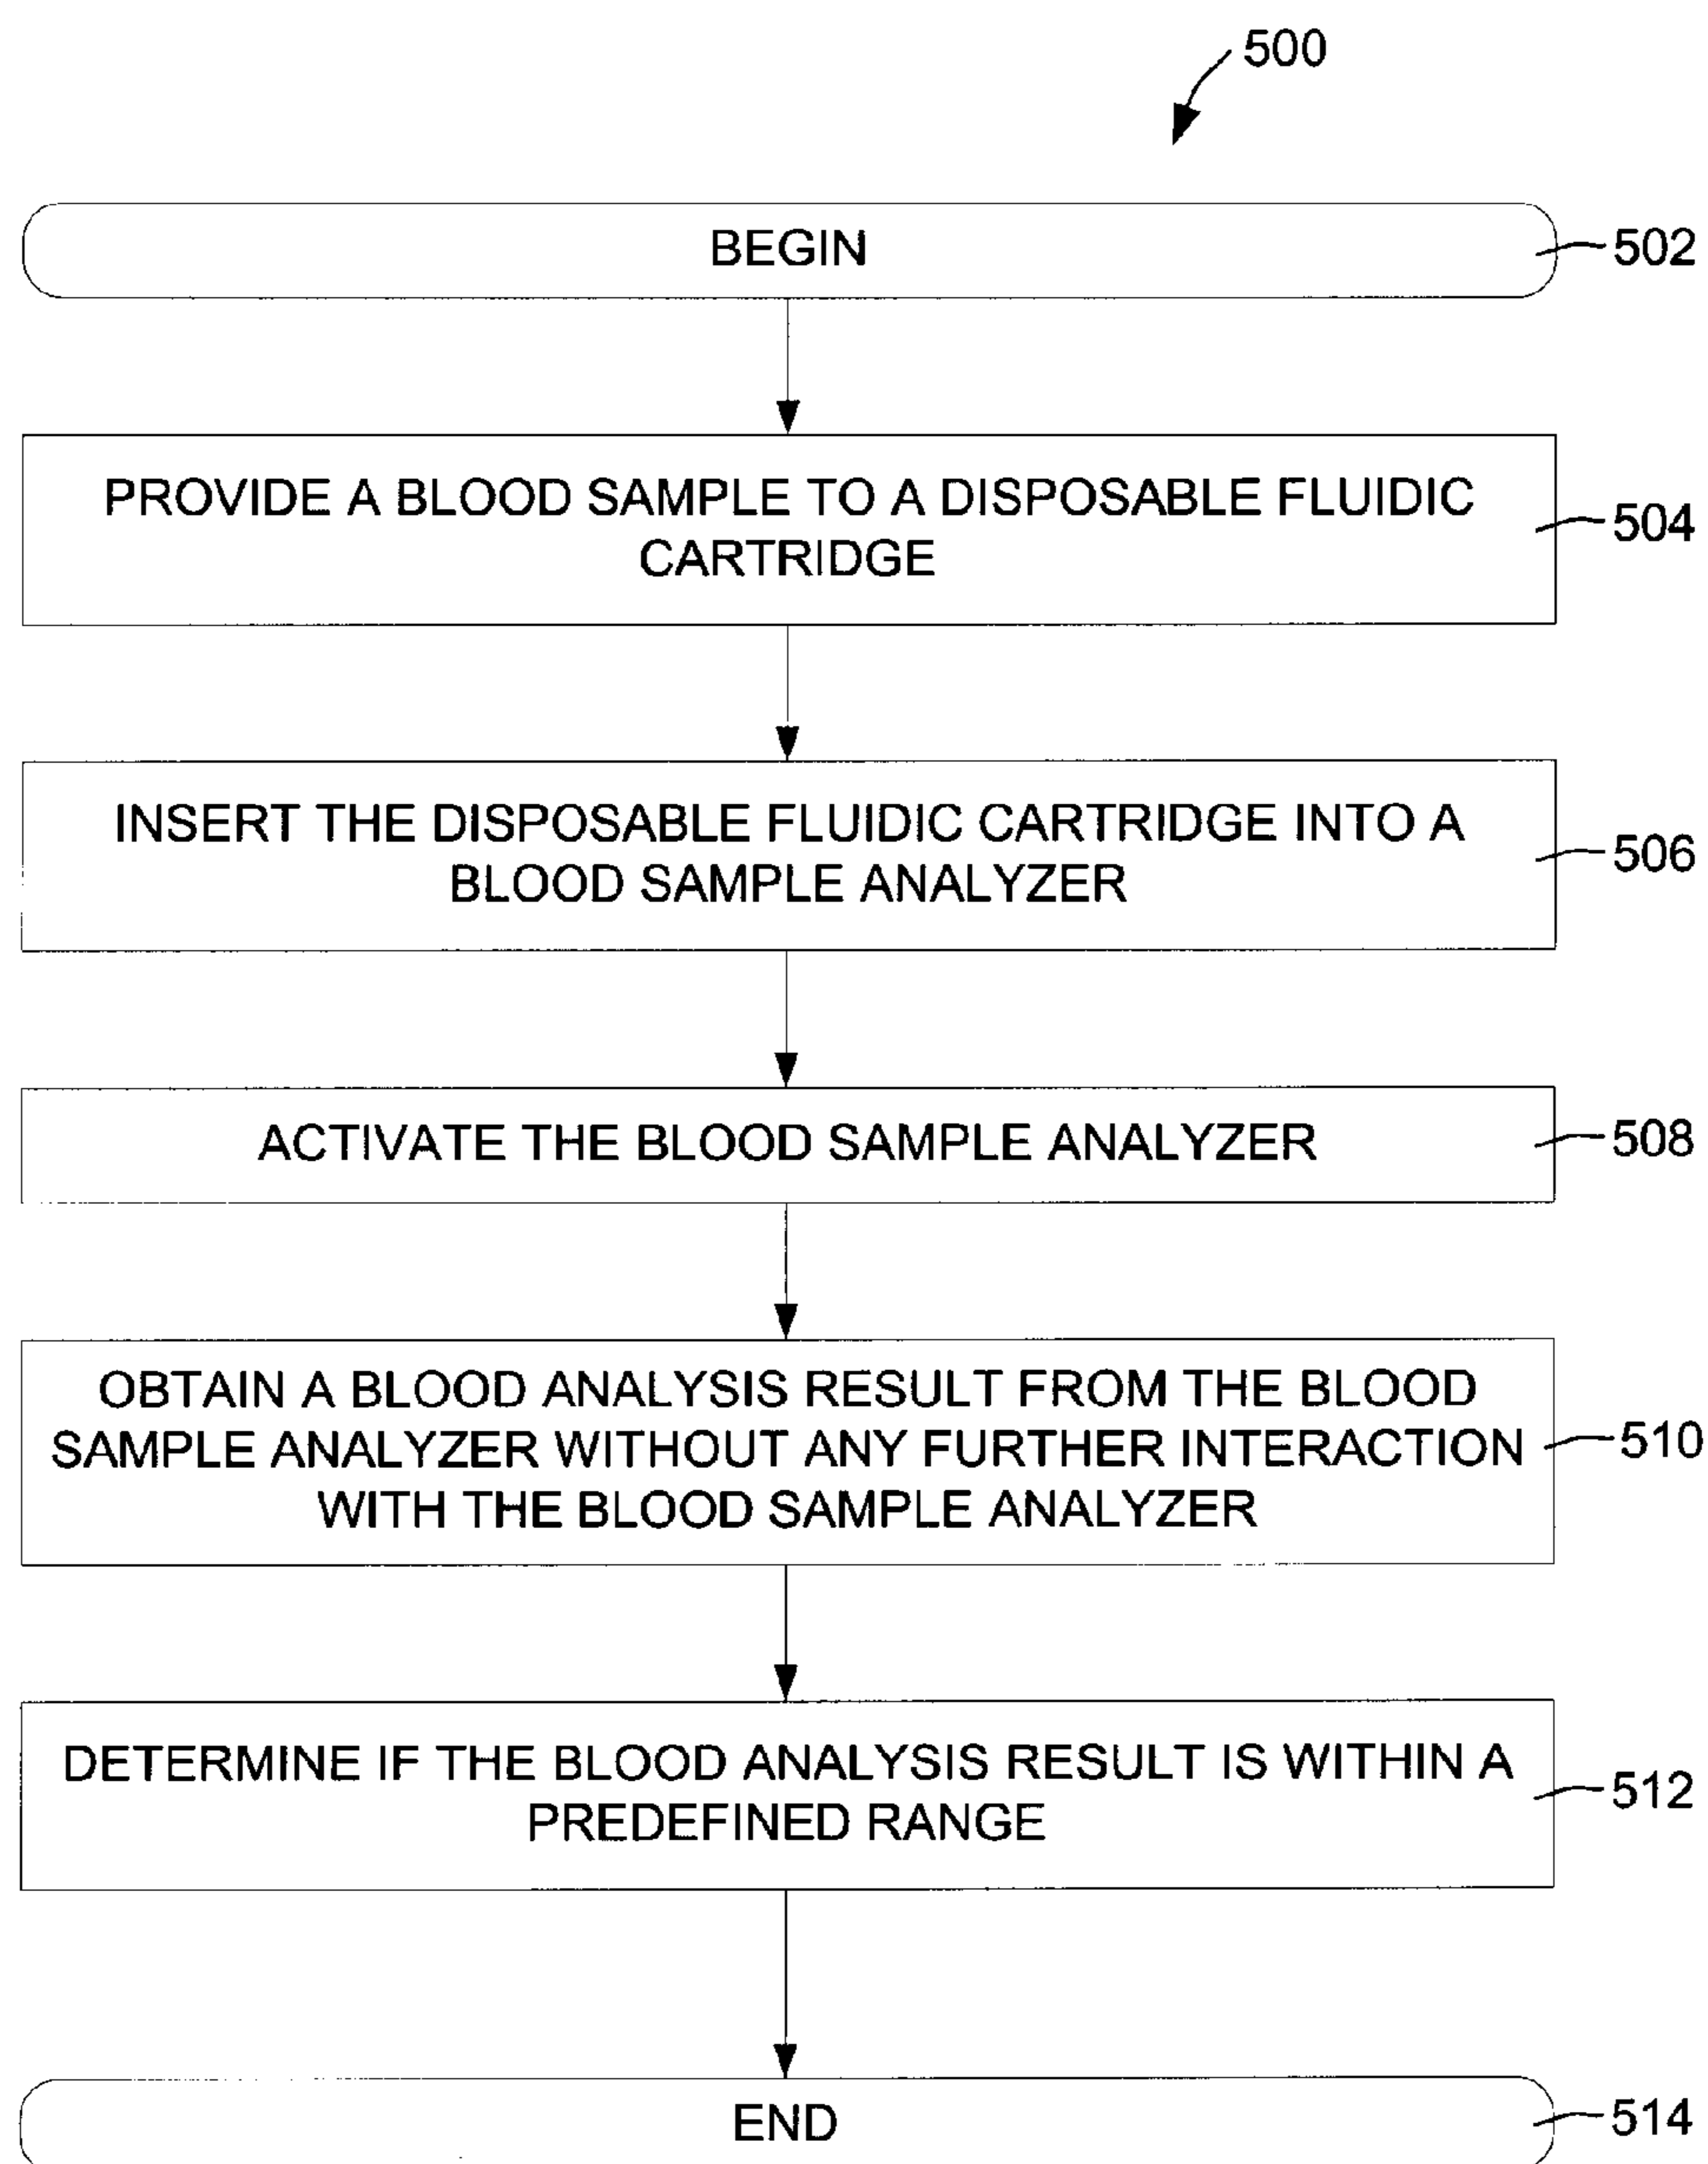 500
BEGIN
502
PROVIDE A BLOOD SAMPLE TO A DISPOSABLE FLUIDIC
CARTRIDGE
504
INSERT THE DISPOSABLE FLUIDIC CARTRIDGE INTO A
BLOOD SAMPLE ANALYZER
506
ACTIVATE THE BLOOD SAMPLE ANALYZER
508
OBTAIN A BLOOD ANALYSIS RESULT FROM THE BLOOD
SAMPLE ANALYZER WITHOUT ANY FURTHER INTERACTION
WITH THE BLOOD SAMPLE ANALYZER
510
DETERMINE IF THE BLOOD ANALYSIS RESULT IS WITHIN A
PREDEFINED RANGE
512
END
514